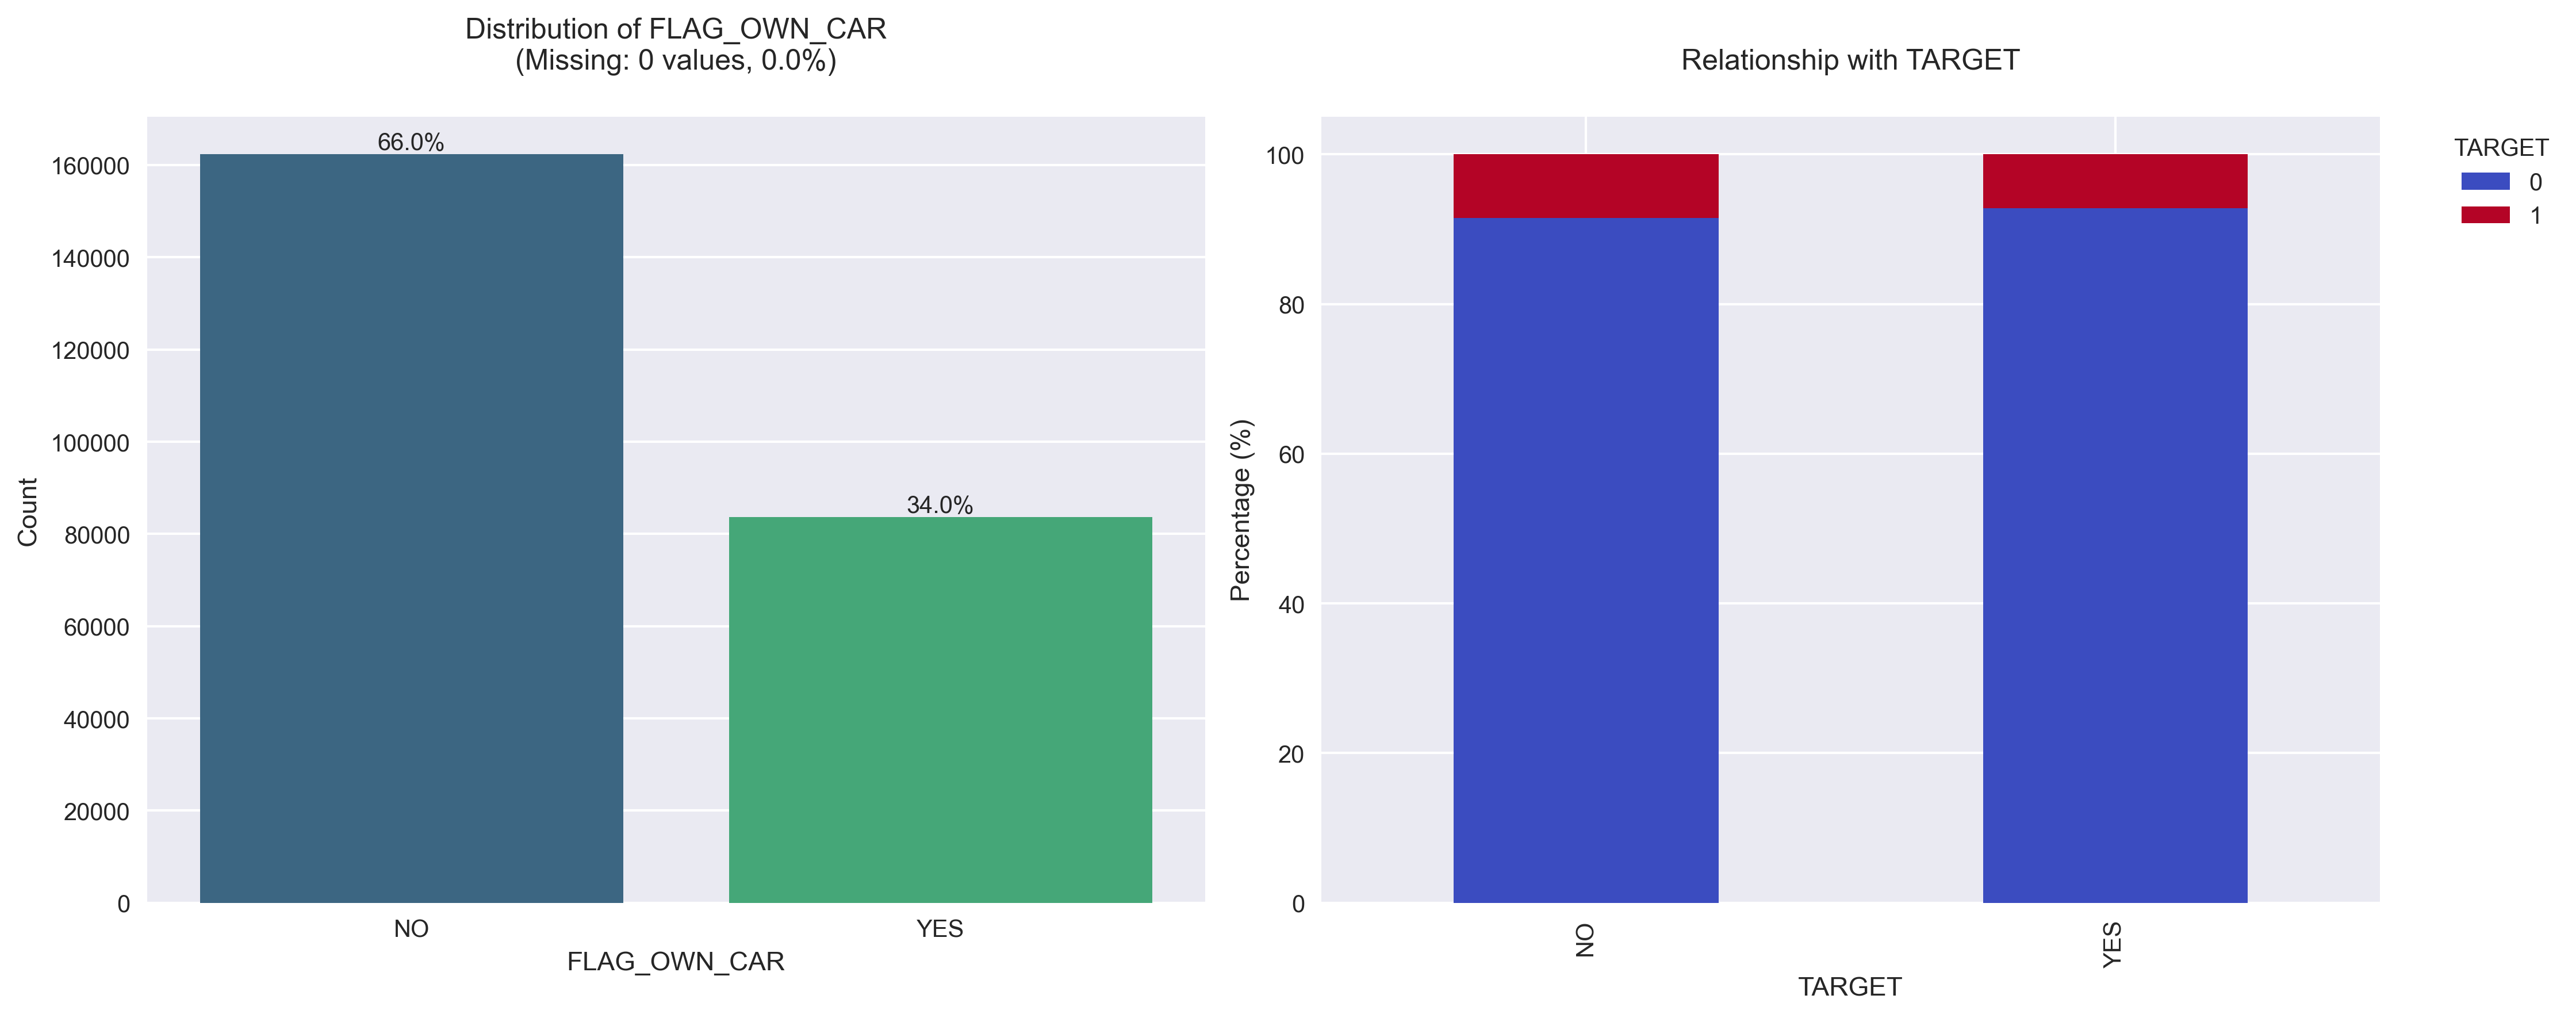 Distribution of FLAG_OWN_CAR
(Missing: 0 values, 0.0%)
66.0%
34.0%
160000
140000
120000
100000
80000
60000
40000
20000
0
Count
NO
YES
FLAG_OWN_CAR
Relationship with TARGET
100
80
60
40
20
0
Percentage (%)
NO
YES
TARGET
TARGET
0
1